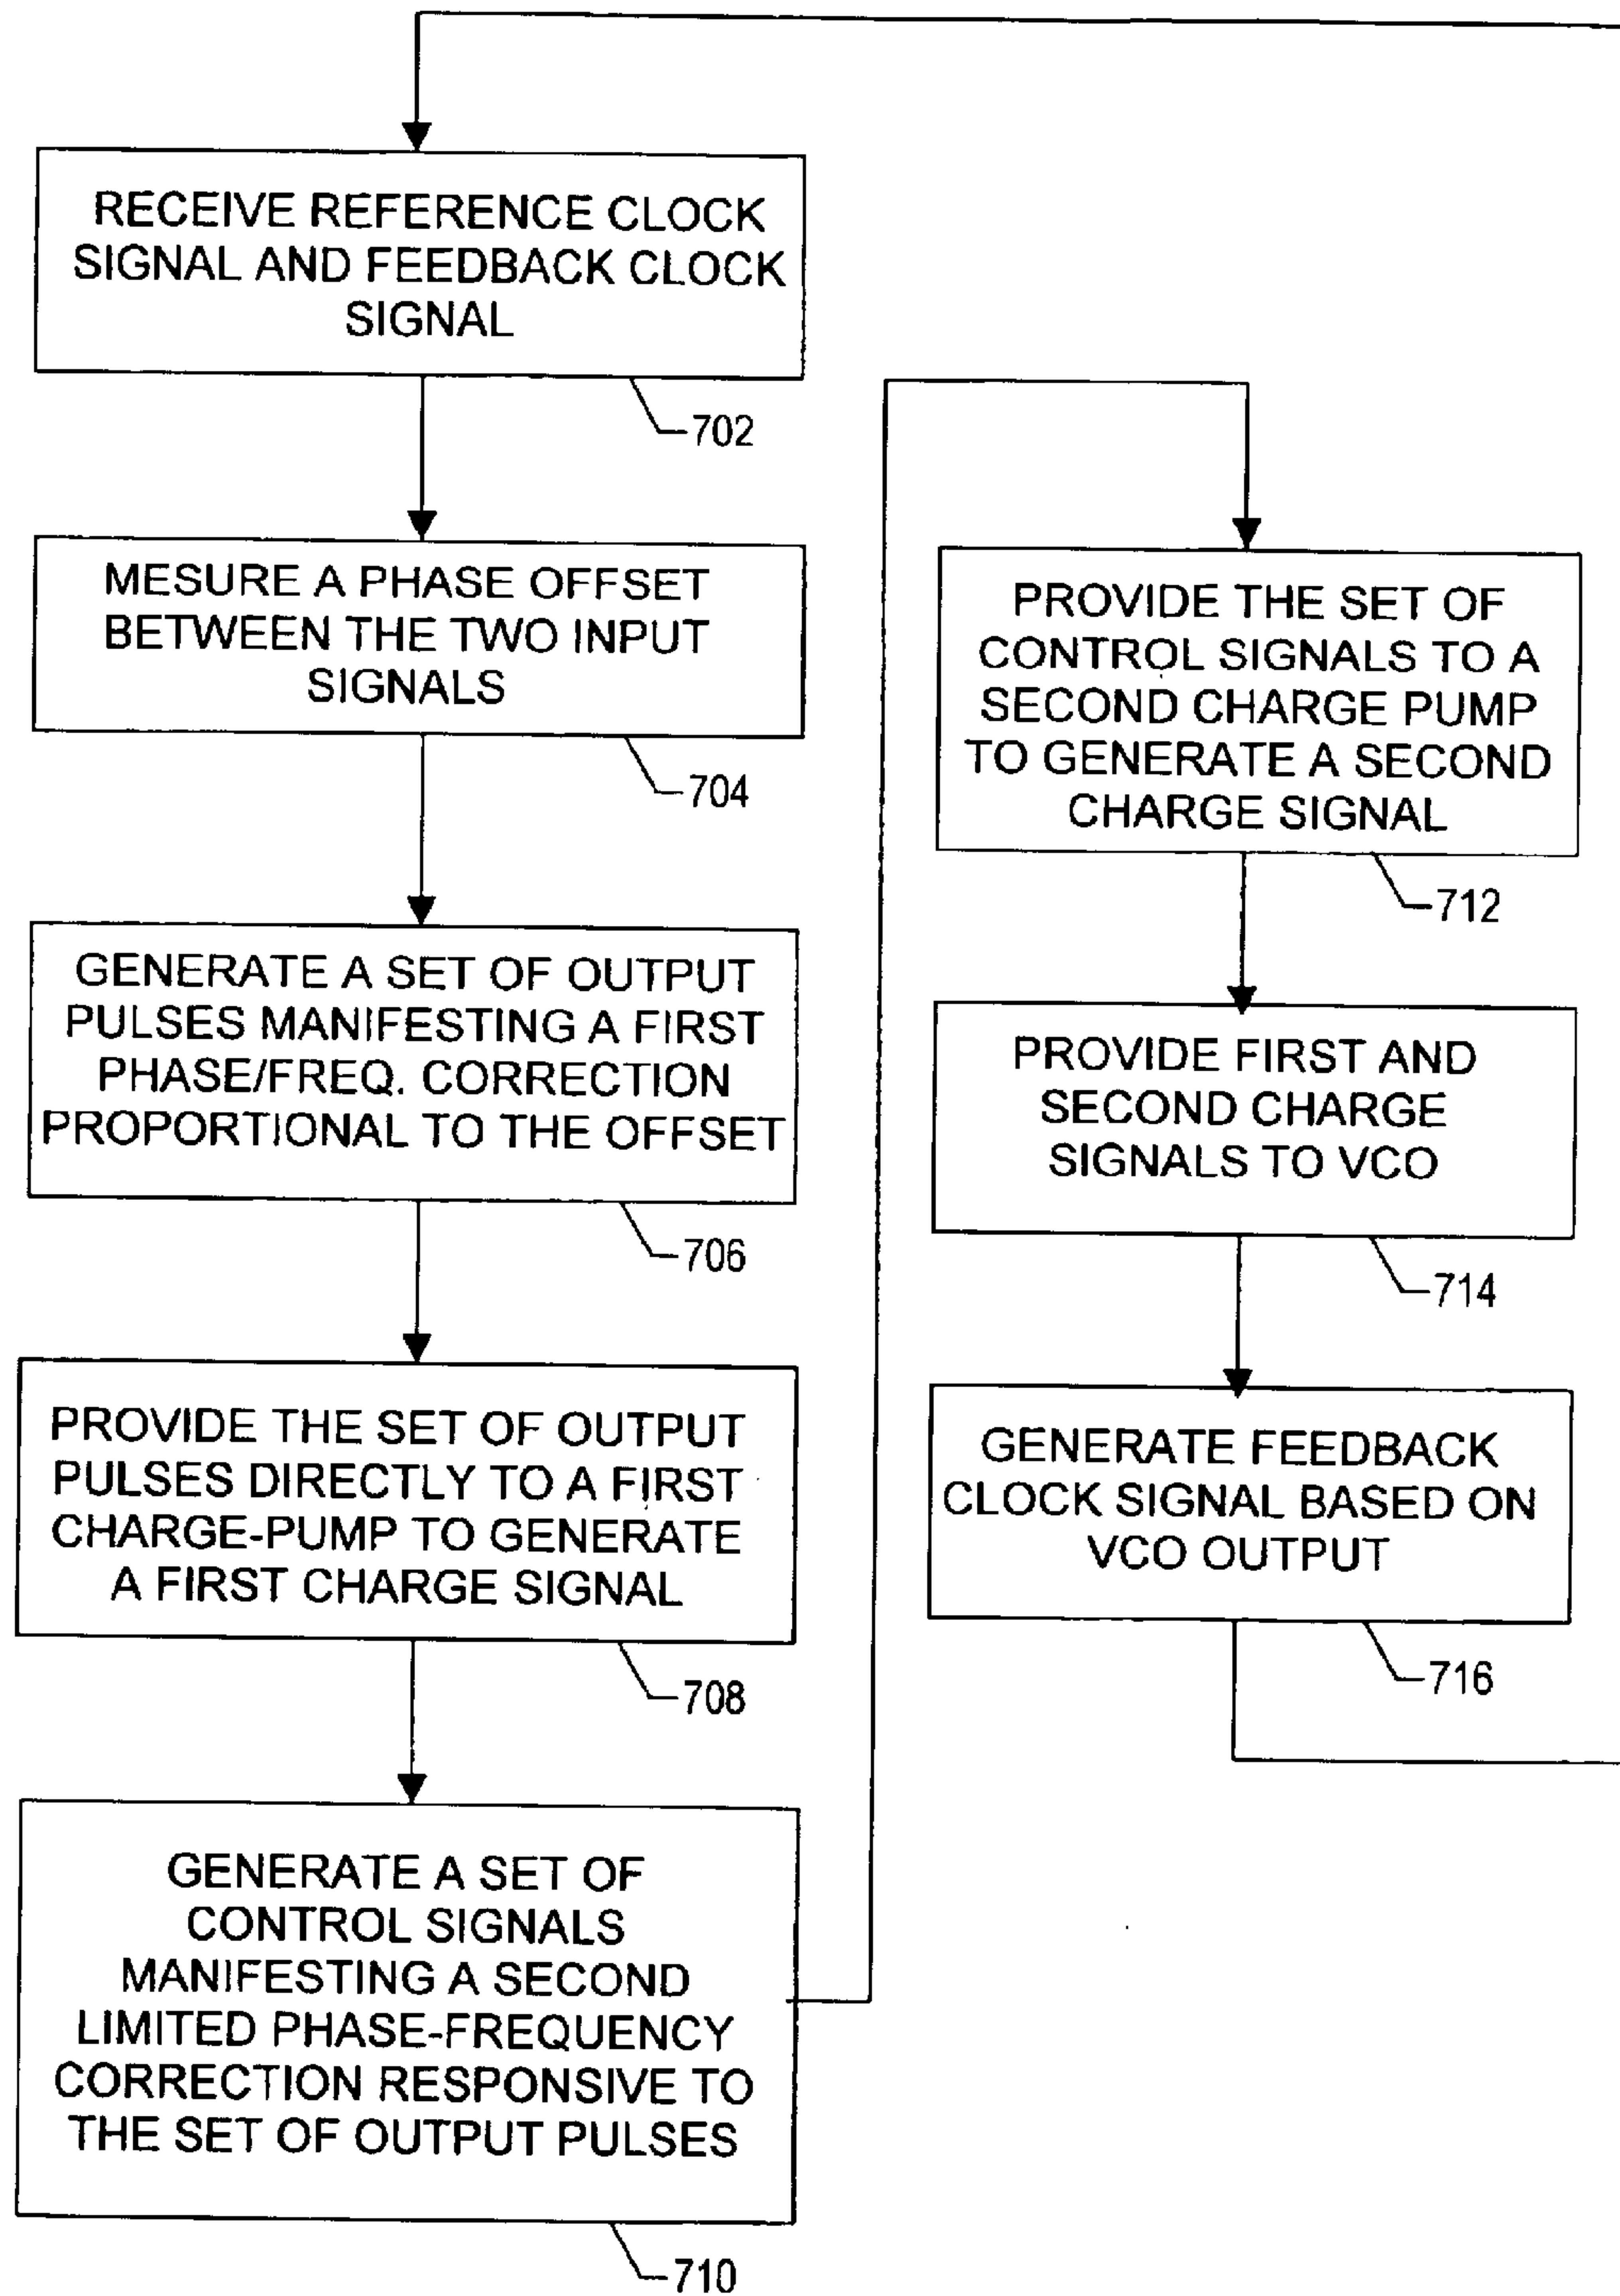 RECEIVE REFERENCE CLOCK
SIGNAL AND FEEDBACK CLOCK
SIGNAL
702
MESURE A PHASE OFFSET
BETWEEN THE TWO INPUT
SIGNALS
704
GENERATE A SET OF OUTPUT
PULSES MANIFESTING A FIRST
PHASE/FREQ. CORRECTION
PROPORTIONAL TO THE OFFSET
706
PROVIDE THE SET OF OUTPUT
PULSES DIRECTLY TO A FIRST
CHARGE-PUMP TO GENERATE
A FIRST CHARGE SIGNAL
708
GENERATE A SET OF
CONTROL SIGNALS
MANIFESTING A SECOND
LIMITED PHASE-FREQUENCY
CORRECTION RESPONSIVE TO
THE SET OF OUTPUT PULSES
710
PROVIDE THE SET OF
CONTROL SIGNALS TO A
SECOND CHARGE PUMP
TO GENERATE A SECOND
CHARGE SIGNAL
712
PROVIDE FIRST AND
SECOND CHARGE
SIGNALS TO VCO
714
GENERATE FEEDBACK
CLOCK SIGNAL BASED ON
VCO OUTPUT
716